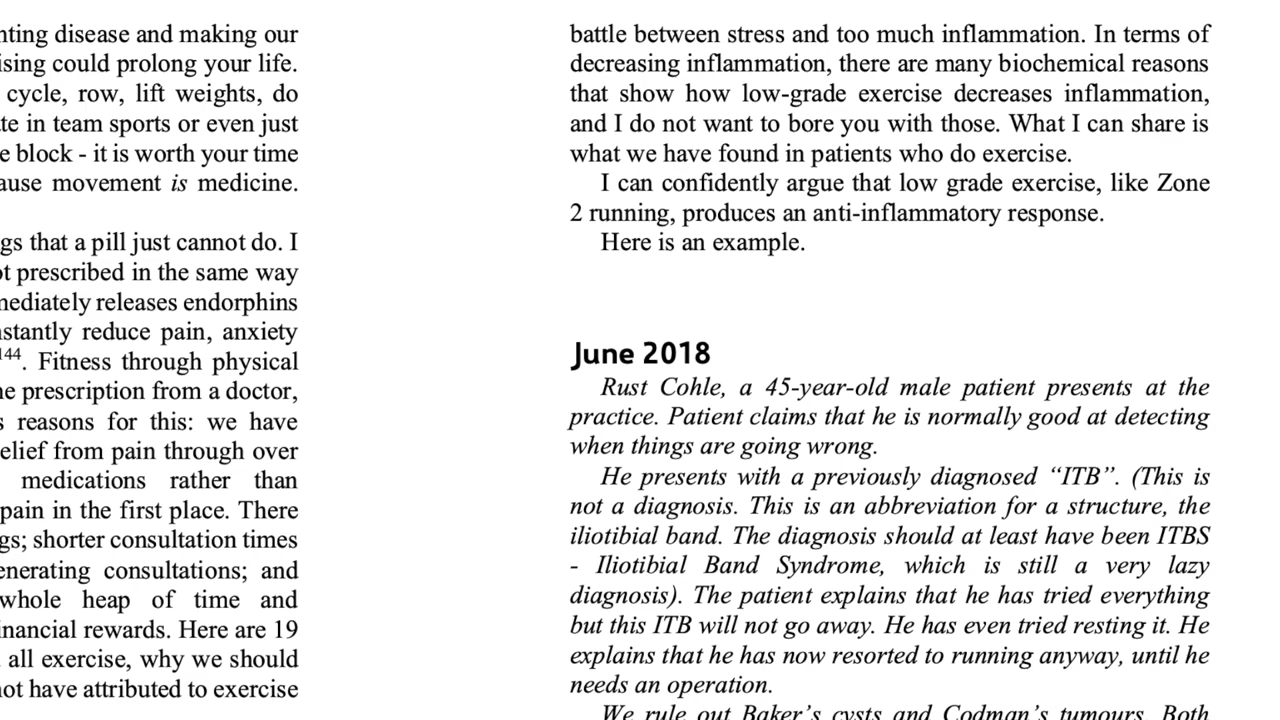 nting disease and making our
ising could prolong your life.
cycle, row, lift weights, do
te in team sports or even just
e block - it is worth your time
ause movement is medicine.
gs that a pill just cannot do. I
ot prescribed in the same way
mediately releases endorphins
nstantly reduce pain, anxiety
144. Fitness through physical
ne prescription from a doctor,
s reasons for this: we have
elief from pain through over
medications rather than
pain in the first place. There
gs; shorter consultation times
enerating consultations; and
whole heap of time and
inancial rewards. Here are 19
all exercise, why we should
not have attributed to exercise
battle between stress and too much inflammation. In terms of
decreasing inflammation, there are many biochemical reasons
that show how low-grade exercise decreases inflammation,
and I do not want to bore you with those. What I can share is
what we have found in patients who do exercise.
I can confidently argue that low grade exercise, like Zone
2 running, produces an anti-inflammatory response.
Here is an example.
June 2018
Rust Cohle, a 45-year-old male patient presents at the
practice. Patient claims that he is normally good at detecting
when things are going wrong.
He presents with a previously diagnosed “ITB”. (This is
not a diagnosis. This is an abbreviation for a structure, the
iliotibial band. The diagnosis should at least have been ITBS
- Iliotibial Band Syndrome, which is still a very lazy
diagnosis). The patient explains that he has tried everything
but this ITB will not go away. He has even tried resting it. He
explains that he has now resorted to running anyway, until he
needs an operation.
We rule out Baker’s cysts and Codman’s tumours. Both